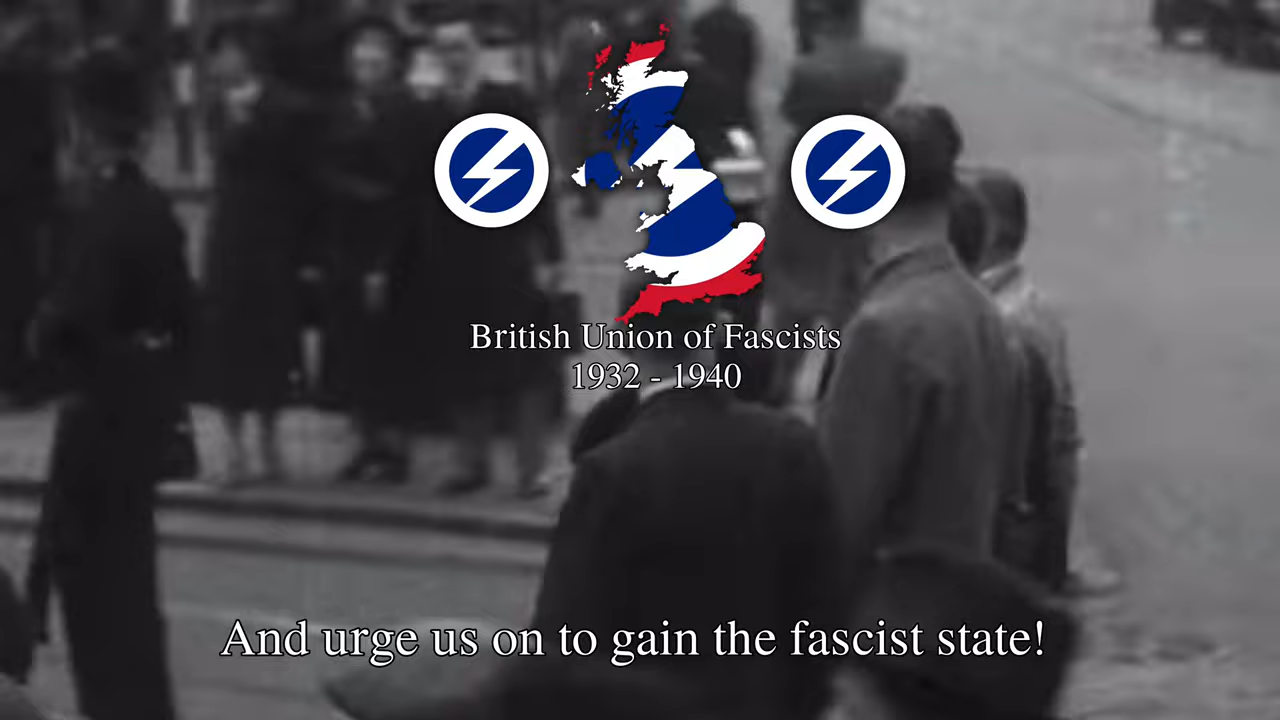 British Union of Fascists
1932 - 1940
And urge us on to gain the fascist state!